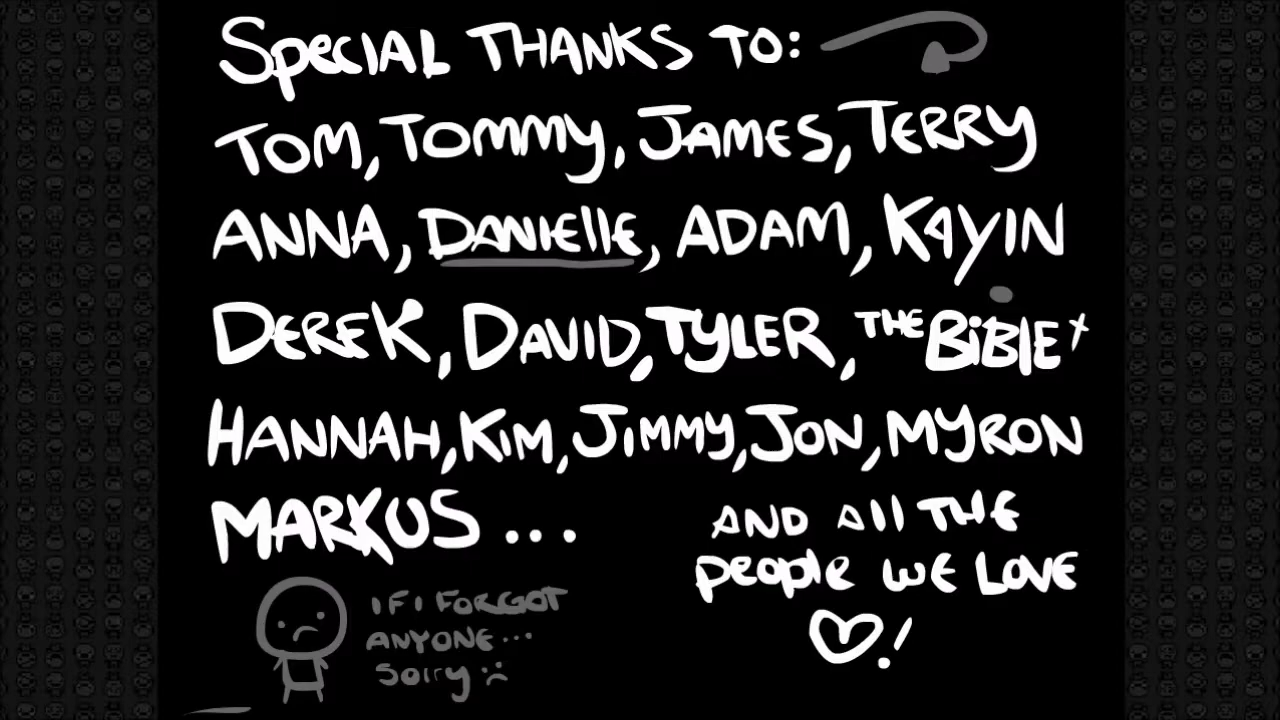 SpecIAL THANKS TO:
TOM, TOMMY, JAMES, TERRY
ANNA, DANIElle, ADAM, KAYIN
DEREK, DAVID, TYLER, THE BiBLE
HANNAH, KiM, JiMMY, JON, MYRON
MARKUS...
AND All THE
people WE LOVE
♥!
IF I FORGOT
ANYONE...
Sorry :(